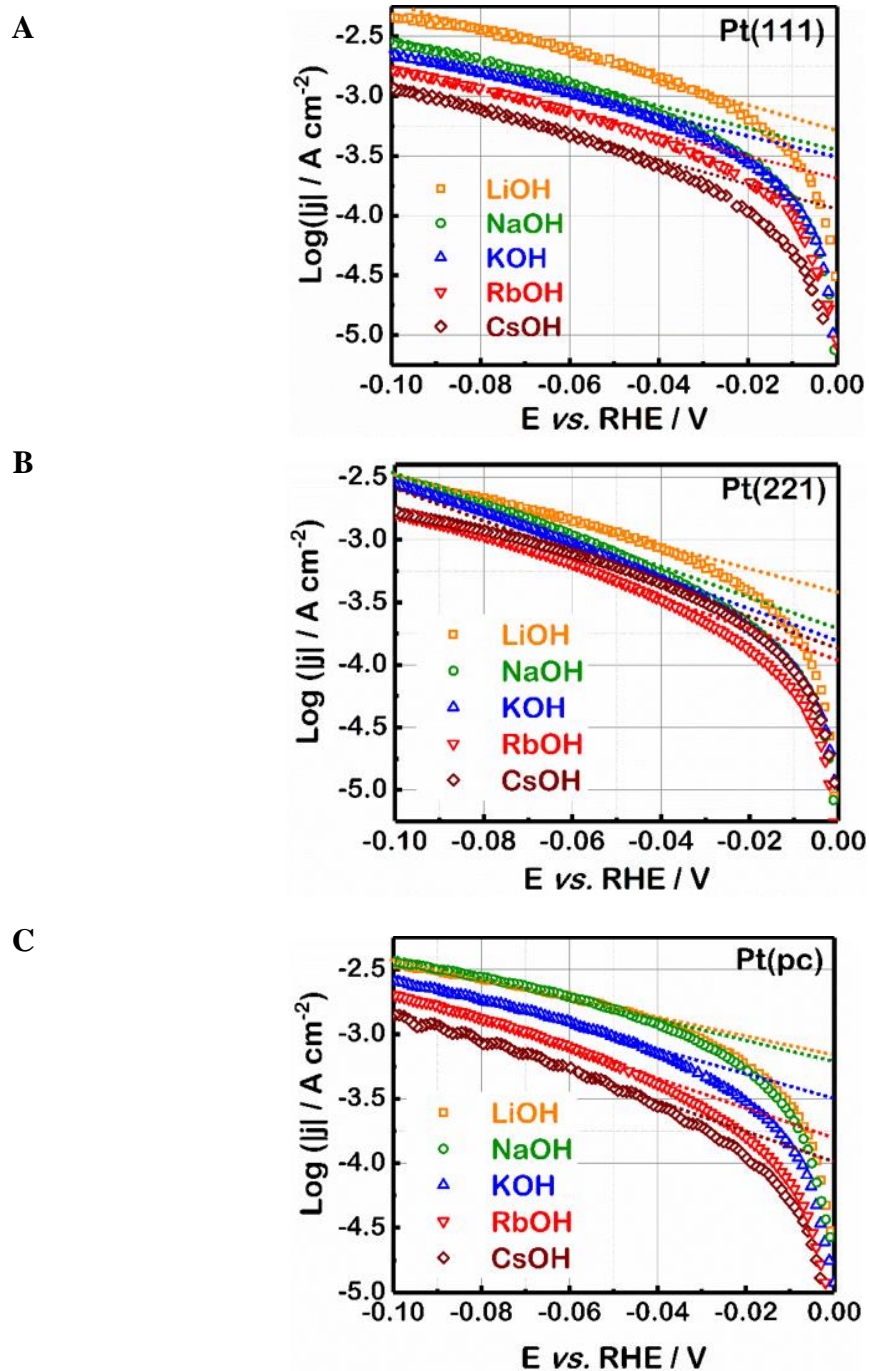 A
Pt(111)
Log(|j| / A cm⁻²)
-2.5
-3.0
-3.5
-4.0
-4.5
-5.0
LiOH
NaOH
KOH
RbOH
CsOH
-0.10 -0.08 -0.06 -0.04 -0.02 0.00
E vs. RHE / V
B
Pt(221)
Log (|j| / A cm⁻²)
-2.5
-3.0
-3.5
-4.0
-4.5
-5.0
LiOH
NaOH
KOH
RbOH
CsOH
-0.10 -0.08 -0.06 -0.04 -0.02 0.00
E vs. RHE / V
C
Pt(pc)
Log (|j| / A cm⁻²)
-2.5
-3.0
-3.5
-4.0
-4.5
-5.0
LiOH
NaOH
KOH
RbOH
CsOH
-0.10 -0.08 -0.06 -0.04 -0.02 0.00
E vs. RHE / V